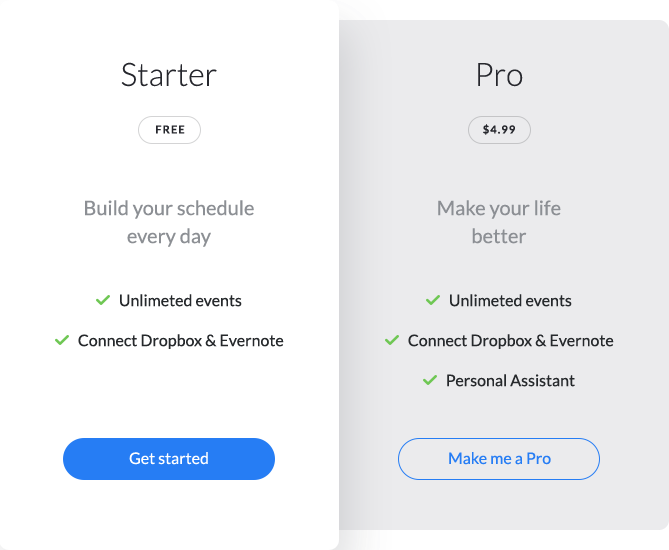 Starter
FREE
Build your schedule
every day
Unlimeted events
Connect Dropbox & Evernote
Get started
Pro
$4.99
Make your life
better
Unlimeted events
Connect Dropbox & Evernote
Personal Assistant
Make me a Pro